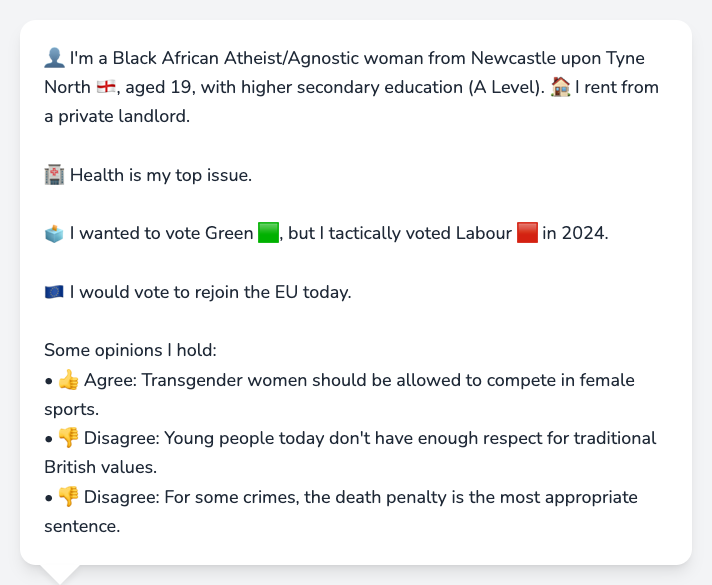 👤 I'm a Black African Atheist/Agnostic woman from Newcastle upon Tyne
North 🏴󠁧󠁢󠁥󠁮󠁧󠁿, aged 19, with higher secondary education (A Level). 🏠 I rent from
a private landlord.
🏥 Health is my top issue.
🗳️ I wanted to vote Green 🟩, but I tactically voted Labour 🟥 in 2024.
🇪🇺 I would vote to rejoin the EU today.
Some opinions I hold:
• 👍 Agree: Transgender women should be allowed to compete in female
sports.
• 👎 Disagree: Young people today don't have enough respect for traditional
British values.
• 👎 Disagree: For some crimes, the death penalty is the most appropriate
sentence.